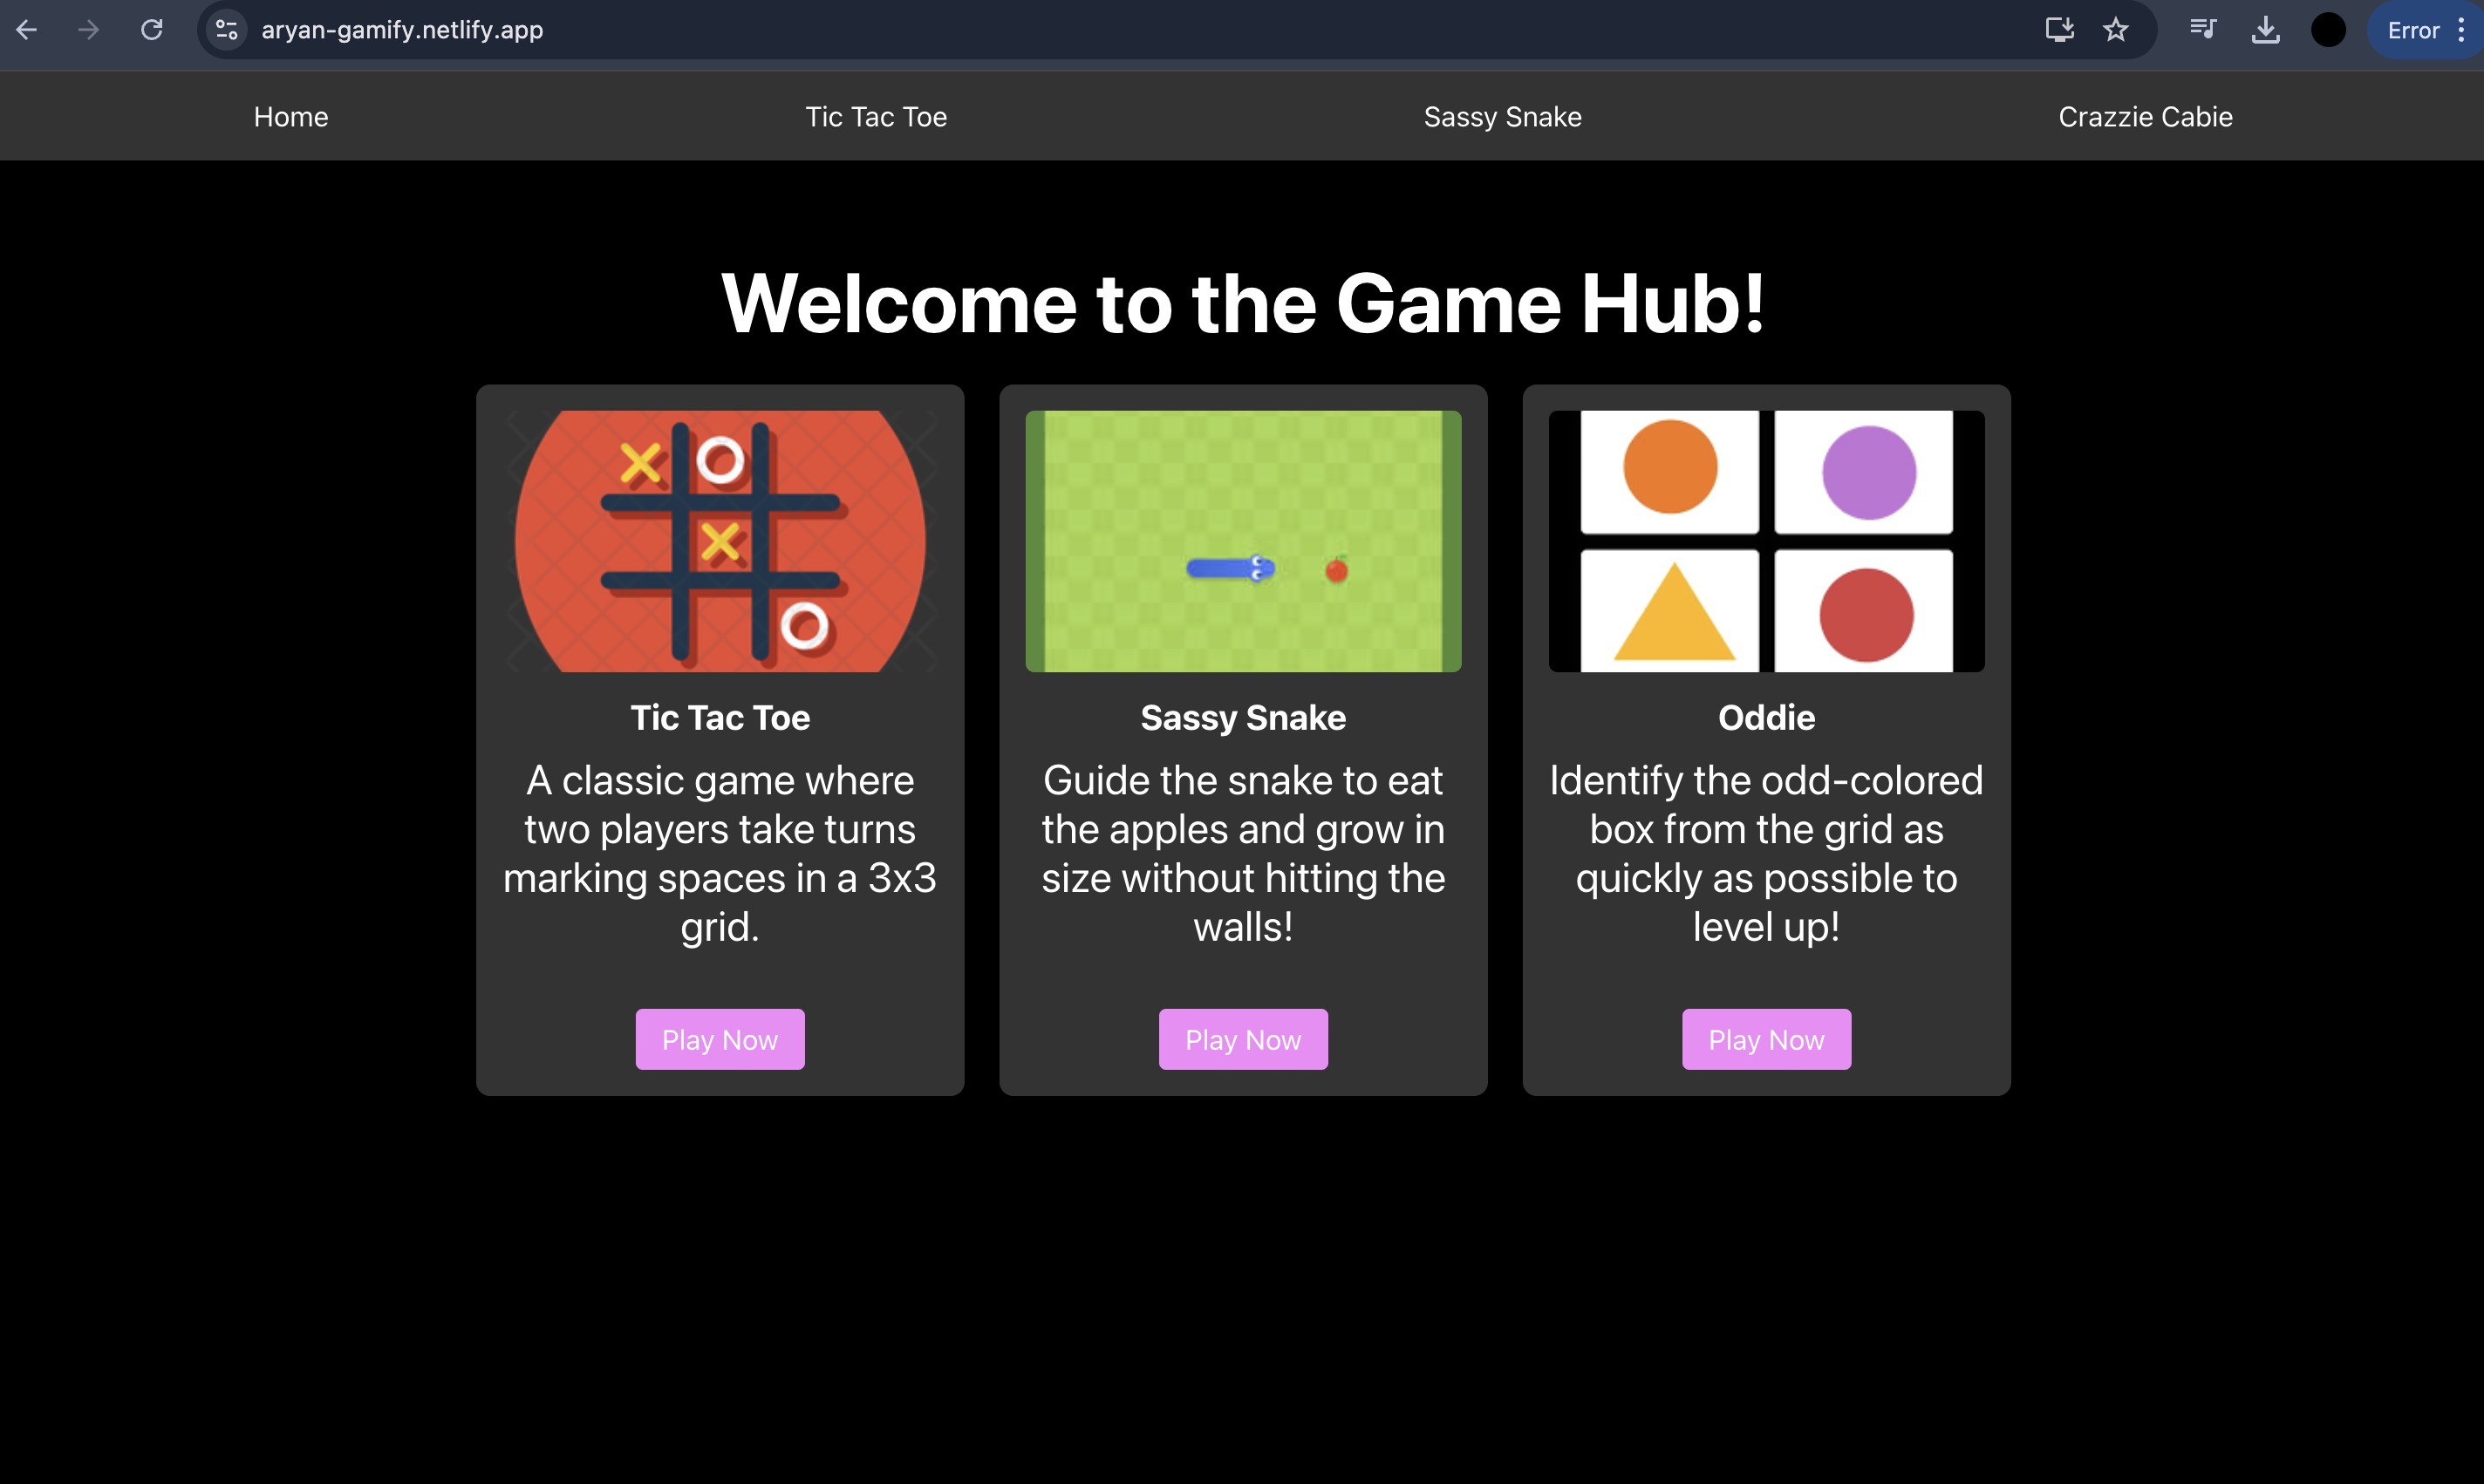 aryan-gamify.netlify.app
Error
Home
Tic Tac Toe
Sassy Snake
Crazzie Cabie
Welcome to the Game Hub!
Tic Tac Toe
A classic game where
two players take turns
marking spaces in a 3x3
grid.
Play Now
Sassy Snake
Guide the snake to eat
the apples and grow in
size without hitting the
walls!
Play Now
Oddie
Identify the odd-colored
box from the grid as
quickly as possible to
level up!
Play Now